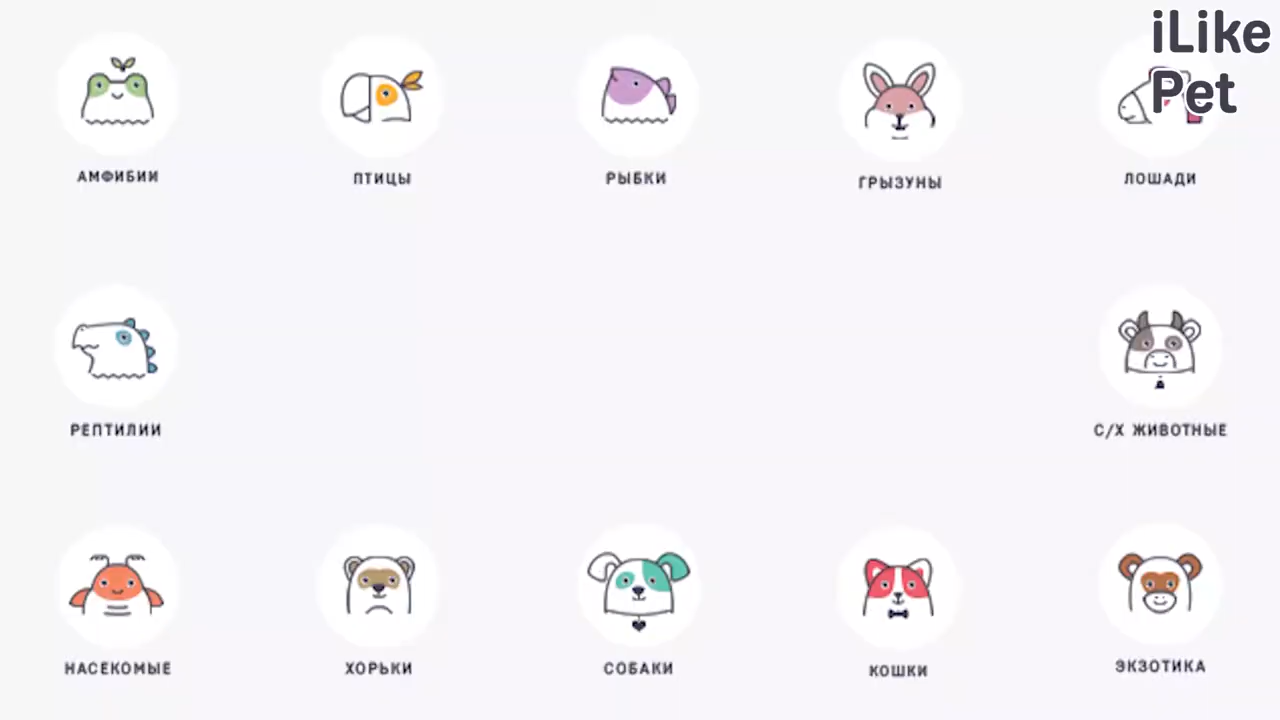 iLike
Pet
АМФИБИИ
ПТИЦЫ
РЫБКИ
ГРЫЗУНЫ
ЛОШАДИ
РЕПТИЛИИ
С/Х ЖИВОТНЫЕ
НАСЕКОМЫЕ
ХОРЬКИ
СОБАКИ
КОШКИ
ЭКЗОТИКА